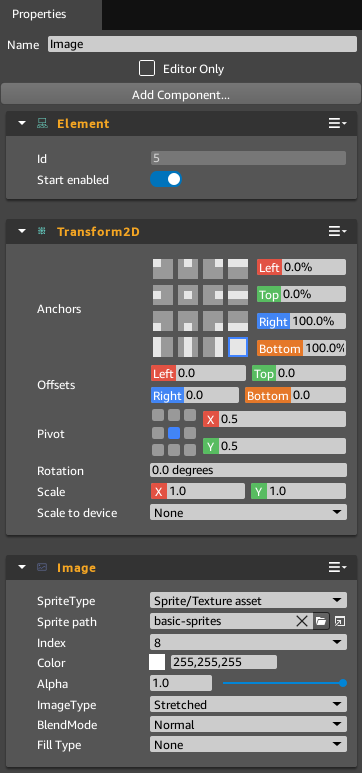 Properties
Name Image
Editor Only
Add Component...
Element
Id 5
Start enabled
Transform2D
Anchors
Left 0.0%
Top 0.0%
Right 100.0%
Bottom 100.0%
Offsets
Left 0.0 Top 0.0
Right 0.0 Bottom 0.0
Pivot
X 0.5
Y 0.5
Rotation 0.0 degrees
Scale X 1.0 Y 1.0
Scale to device None
Image
SpriteType Sprite/Texture asset
Sprite path basic-sprites
Index 8
Color 255,255,255
Alpha 1.0
ImageType Stretched
BlendMode Normal
Fill Type None